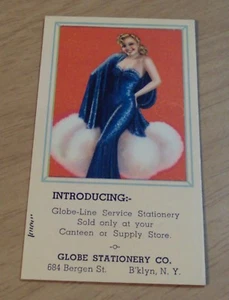 INTRODUCING:-
Globe-Line Service Stationery
Sold only at your
Canteen or Supply Store.
-o-
GLOBE STATIONERY CO.
684 Bergen St. B'klyn, N. Y.